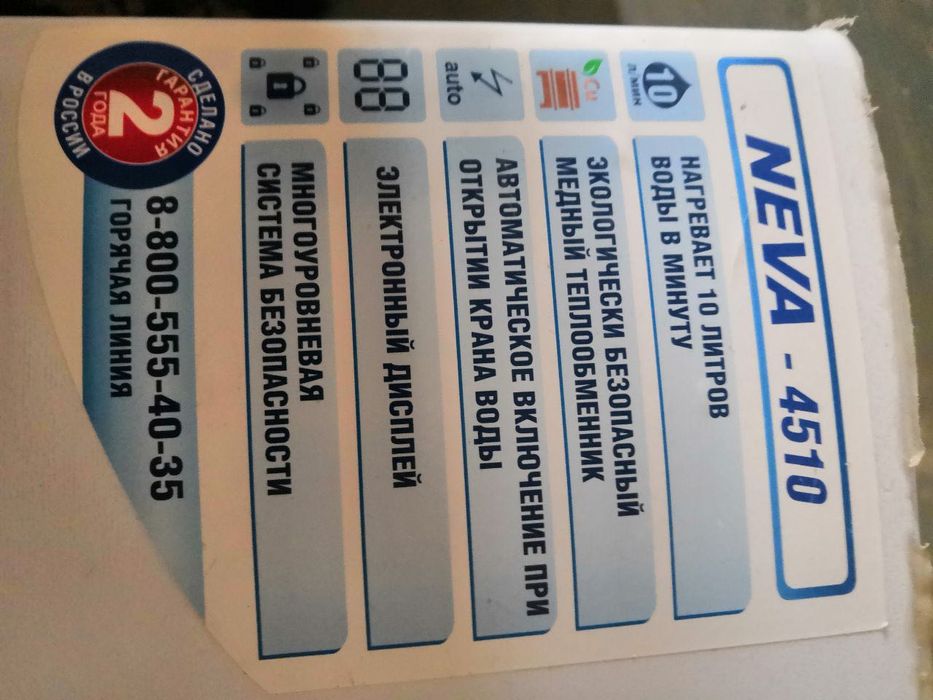 NEVA - 4510
10
л/мин
НАГРЕВАЕТ 10 ЛИТРОВ
ВОДЫ В МИНУТУ
Cu
ЭКОЛОГИЧЕСКИ БЕЗОПАСНЫЙ
МЕДНЫЙ ТЕПЛООБМЕННИК
auto
АВТОМАТИЧЕСКОЕ ВКЛЮЧЕНИЕ ПРИ
ОТКРЫТИИ КРАНА ВОДЫ
88
ЭЛЕКТРОННЫЙ ДИСПЛЕЙ
МНОГОУРОВНЕВАЯ
СИСТЕМА БЕЗОПАСНОСТИ
СДЕЛАНО
ГАРАНТИЯ
2
ГОДА
В РОССИИ
8-800-555-40-35
ГОРЯЧАЯ ЛИНИЯ